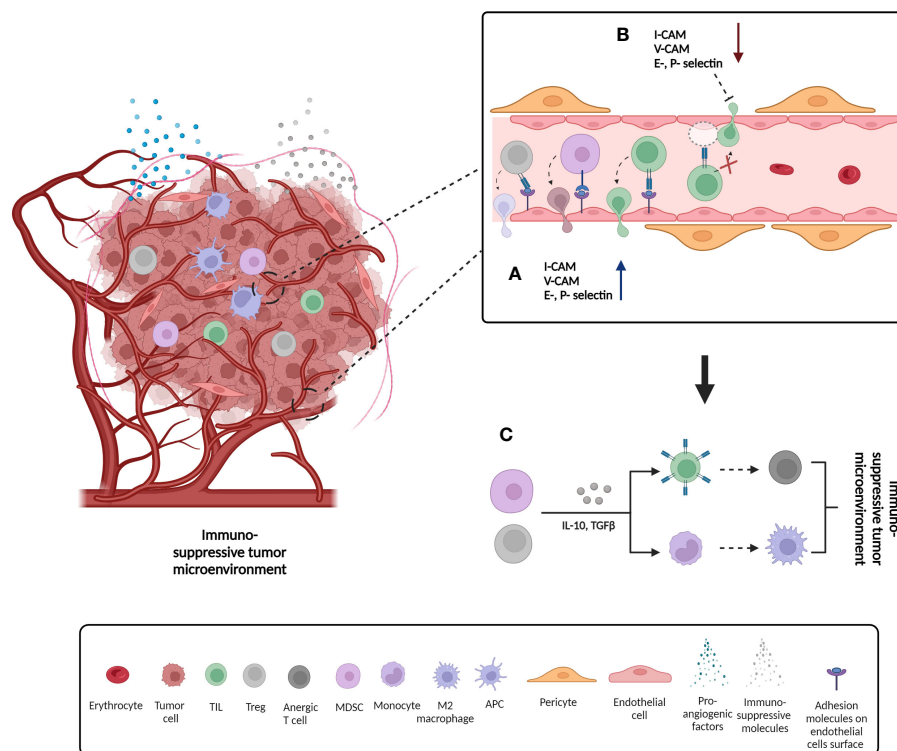 B
I-CAM
V-CAM
E-, P- selectin
A
I-CAM
V-CAM
E-, P- selectin
Immuno-
suppressive tumor
microenvironment
C
IL-10, TGFβ
Immuno-
suppressive tumor
microenvironment
Erythrocyte
Tumor
cell
TIL
Treg
Anergic
T cell
MDSC
Monocyte
M2
macrophage
APC
Pericyte
Endothelial
cell
Pro-
angiogenic
factors
Immuno-
suppressive
molecules
Adhesion
molecules on
endothelial
cells surface